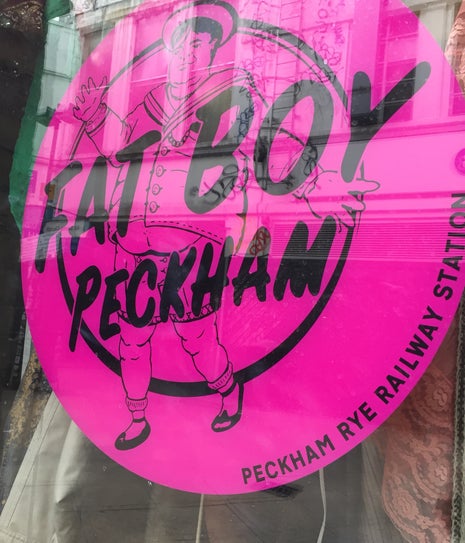 FAT BOY
PECKHAM
PECKHAM RYE RAILWAY STATION